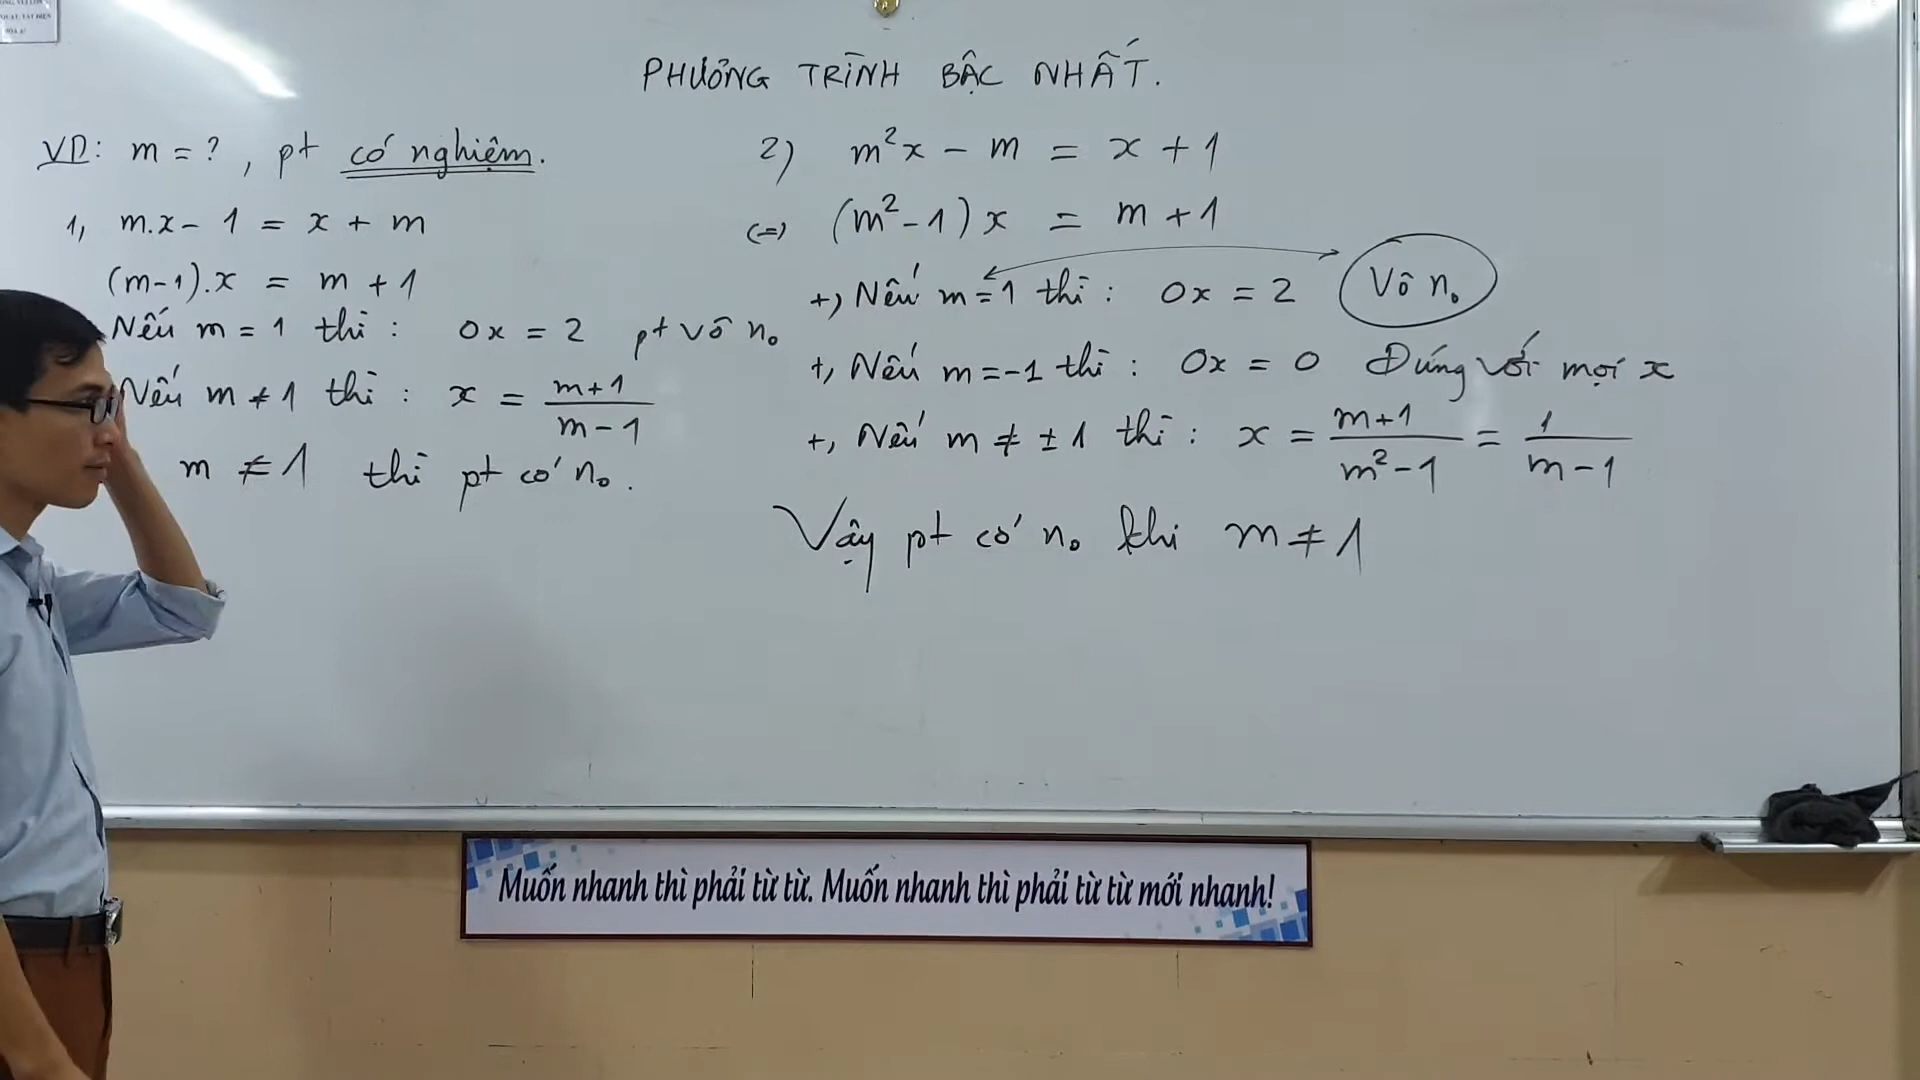 PHƯƠNG TRÌNH BẬC NHẤT.
VD: m = ? , pt có nghiệm.
1, m.x - 1 = x + m
(m-1).x = m + 1
Nếu m = 1 thì : 0x = 2 pt vô n₀
Nếu m ≠ 1 thì : x = (m+1)/(m-1)
m ≠ 1 thì pt có n₀.
2) m²x - m = x + 1
(=) (m²-1)x = m + 1
+) Nếu m = 1 thì : 0x = 2 Vô n₀
+, Nếu m = -1 thì : 0x = 0 Đúng với mọi x
+, Nếu m ≠ ±1 thì : x = (m+1)/(m²-1) = 1/(m-1)
Vậy pt có n₀ khi m ≠ 1
Muốn nhanh thì phải từ từ. Muốn nhanh thì phải từ từ mới nhanh!